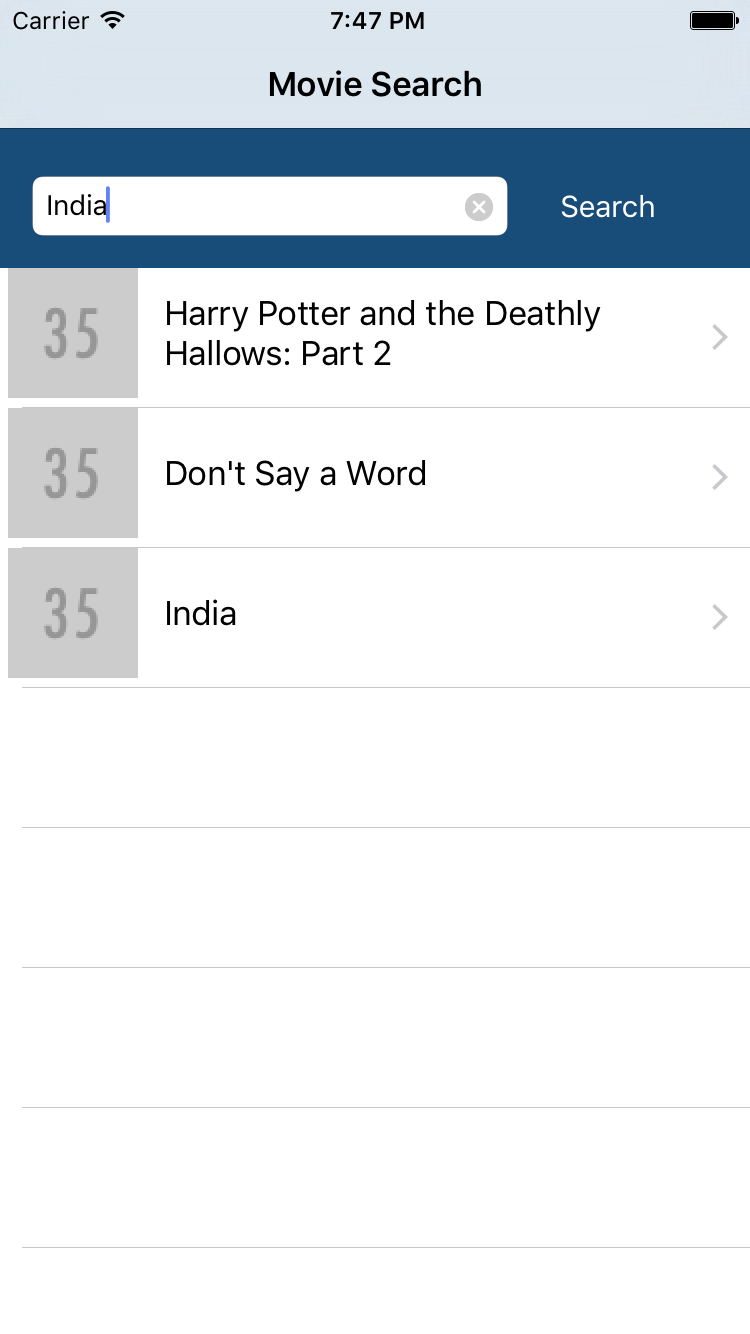 Carrier 7:47 PM
Movie Search
India Search
35 Harry Potter and the Deathly
Hallows: Part 2
35 Don't Say a Word
35 India